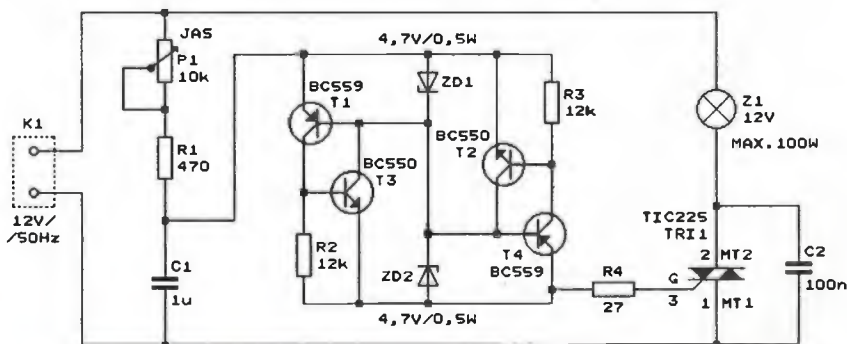 JAS
P1
10k
4,7V/0,5W
BC559
T1
ZD1
R3
12k
Z1
12V
MAX.100W
K1
R1
470
BC550
T3
BC550
T2
12V/
/50Hz
R2
12k
TIC225
TRI1
C1
1u
ZD2
T4
BC559
R4
27
2 MT2
G
3
1 MT1
C2
100n
4,7V/0,5W